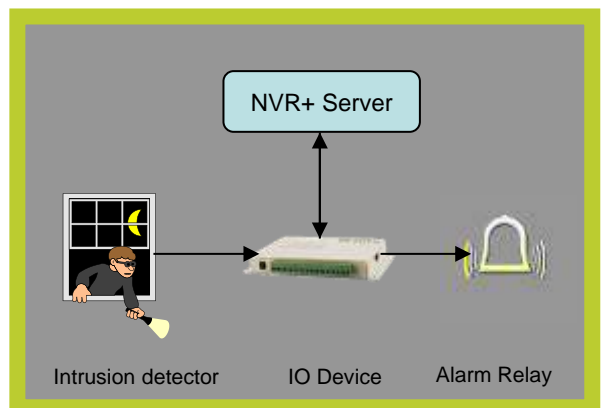 NVR+ Server
Intrusion detector
IO Device
Alarm Relay